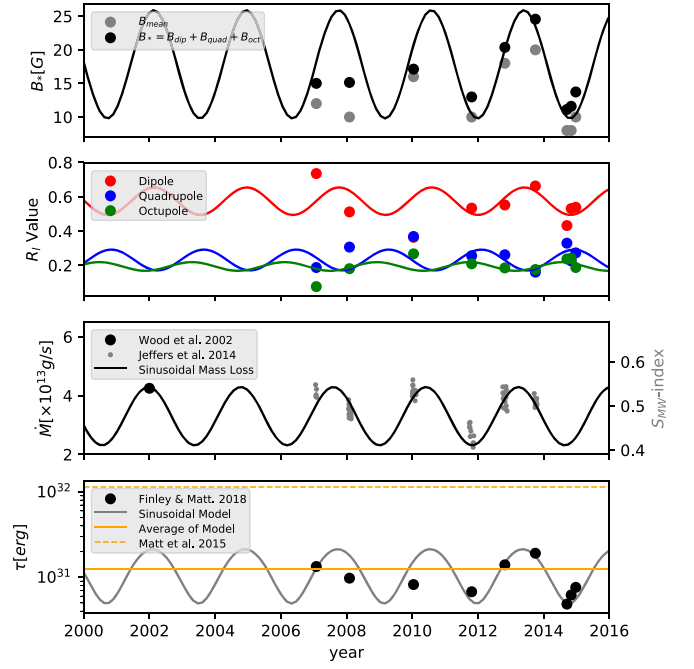 25
20
15
10
B_*[G]
B_mean
B_* = B_dip + B_quad + B_oct
0.8
0.6
0.4
0.2
R_l Value
Dipole
Quadrupole
Octupole
6
4
2
Ṁ[×10^13 g/s]
Wood et al. 2002
Jeffers et al. 2014
Sinusoidal Mass Loss
0.6
0.5
0.4
S_MW-index
10^32
10^31
τ[erg]
Finley & Matt. 2018
Sinusoidal Model
Average of Model
Matt et al. 2015
2000 2002 2004 2006 2008 2010 2012 2014 2016
year